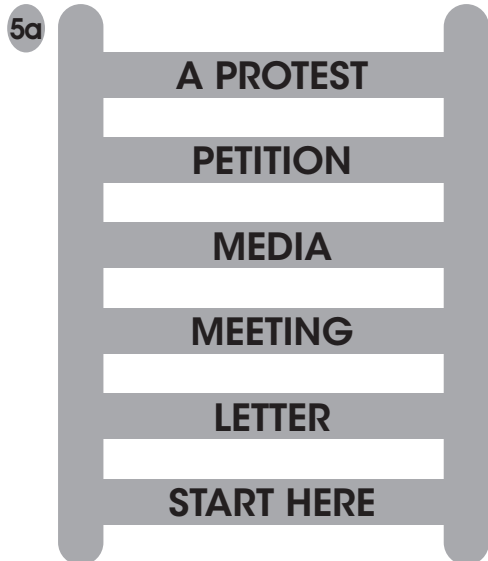 5a
A PROTEST
PETITION
MEDIA
MEETING
LETTER
START HERE